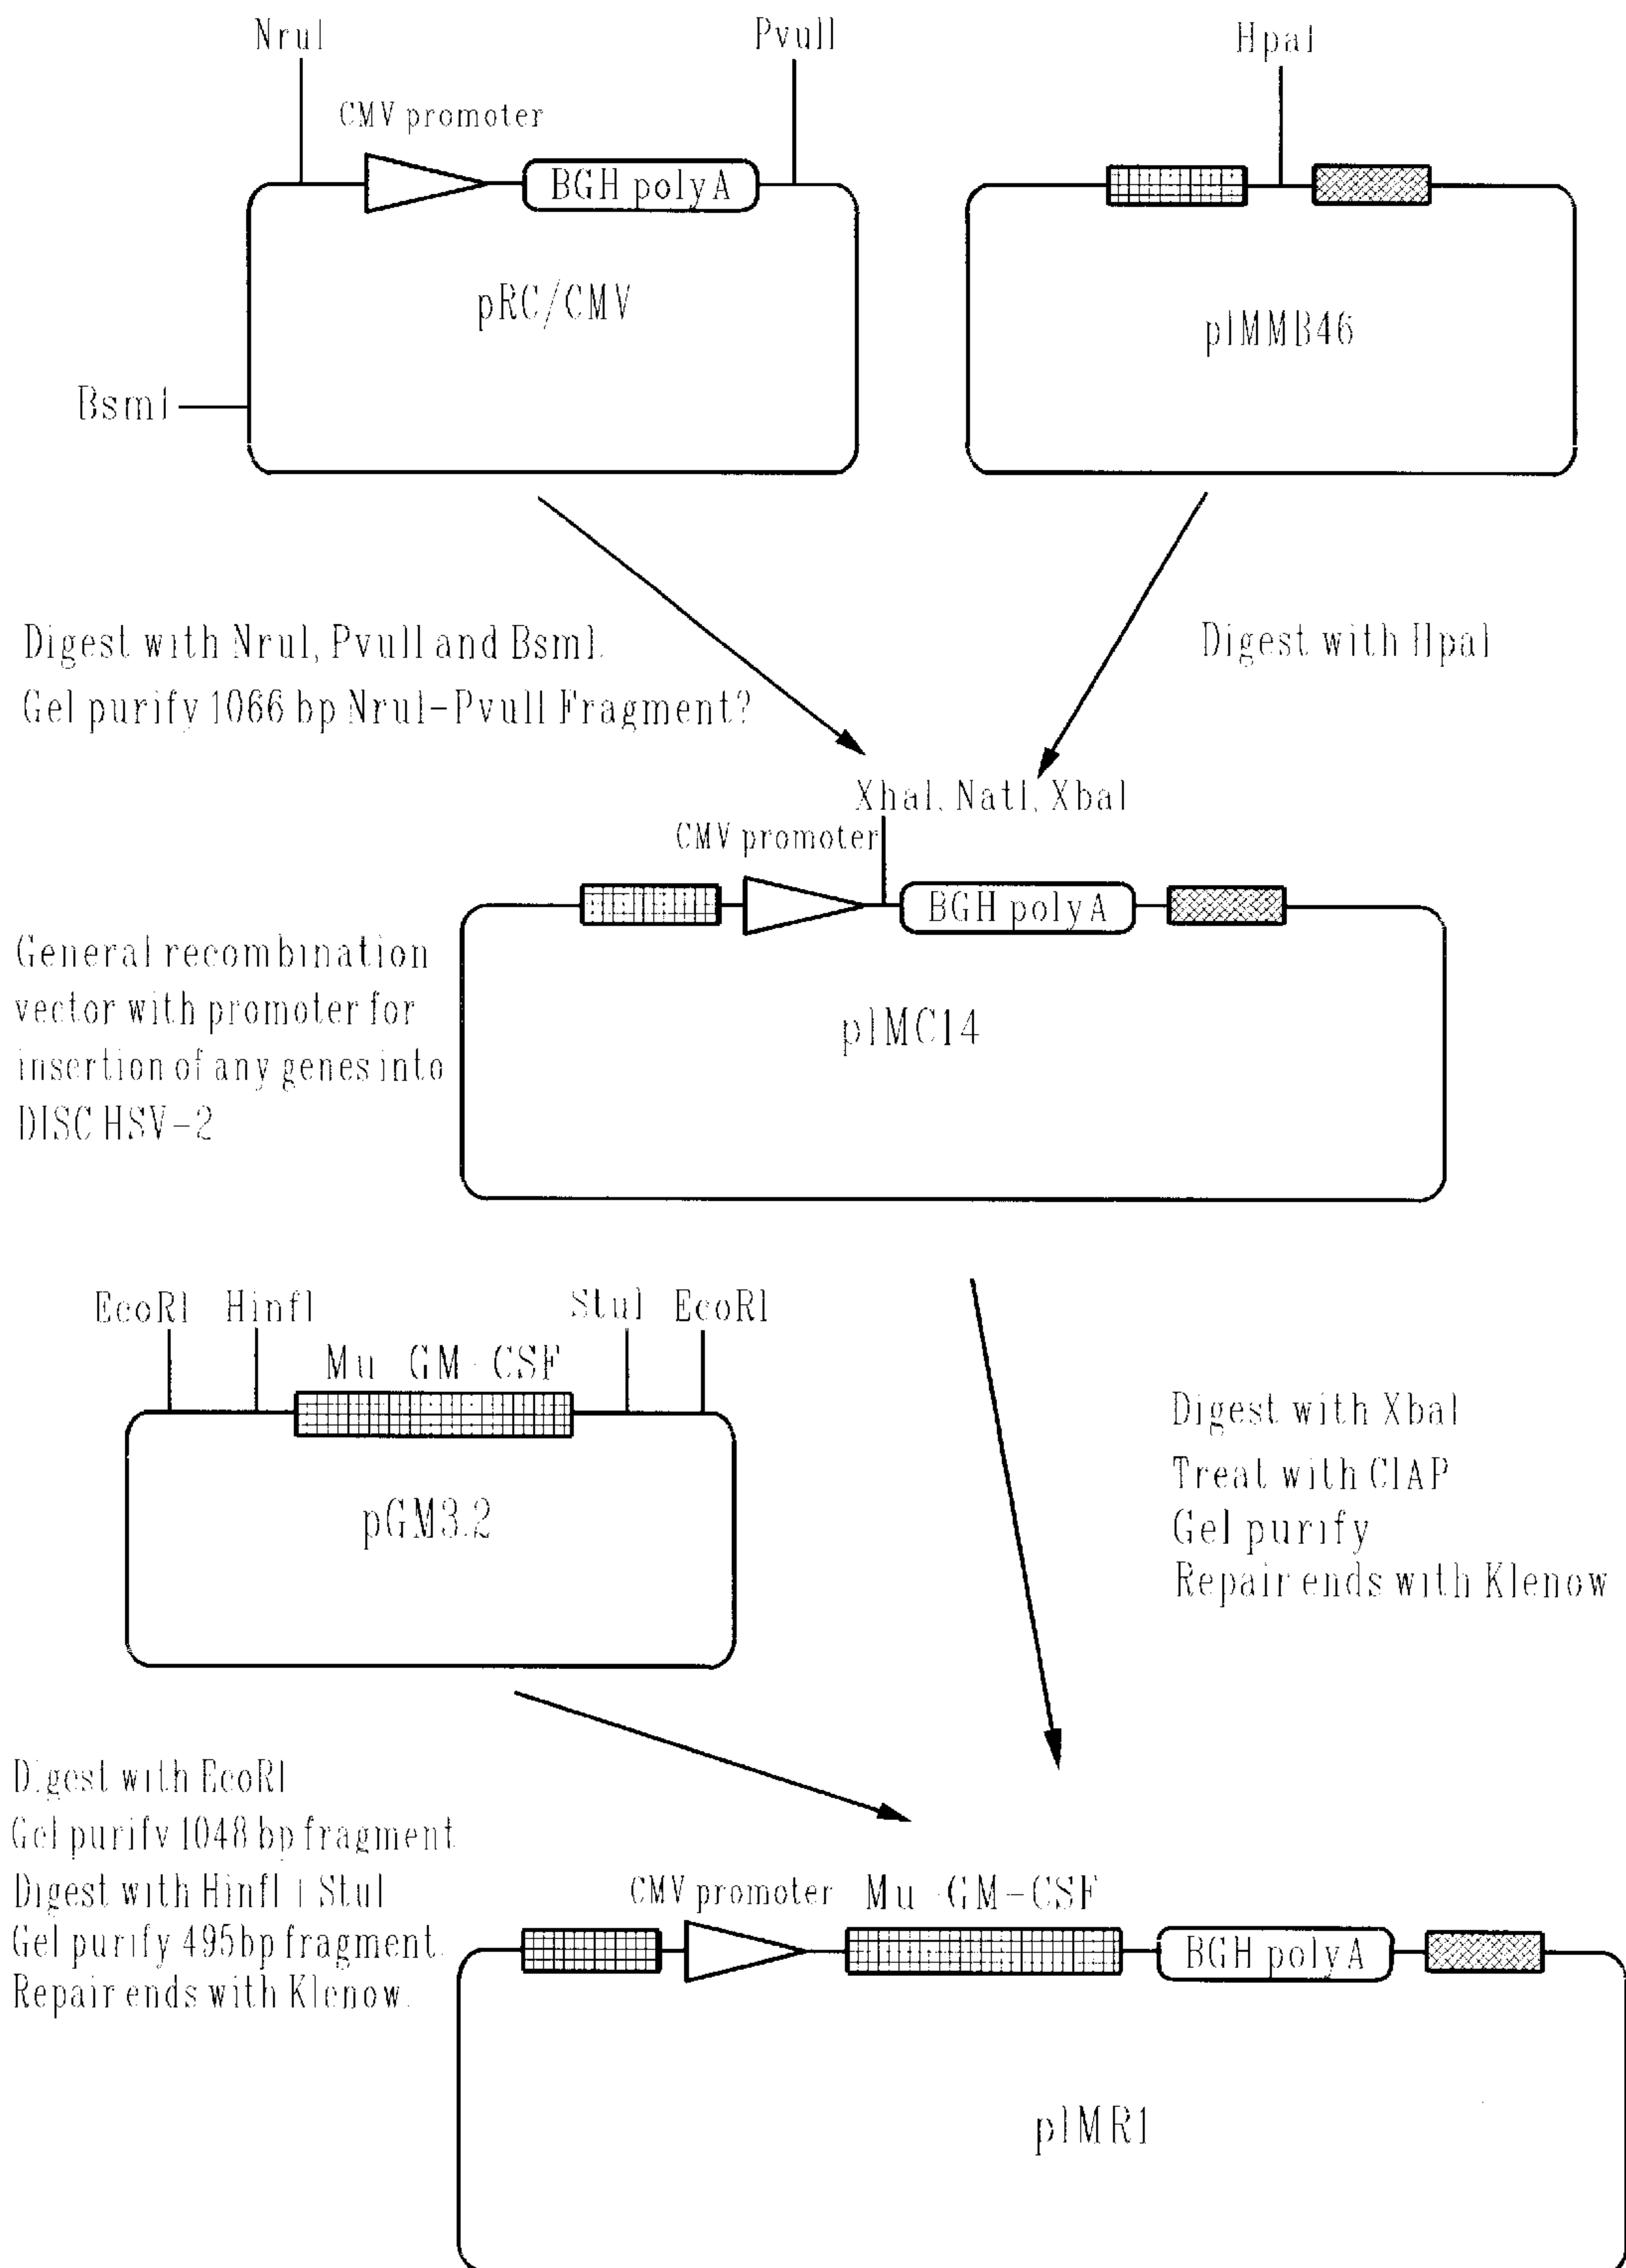 NruI
PvuII
HpaI
CMV promoter
BGH polyA
pRC/CMV
pIMMB46
BsmI
Digest with NruI, PvuII and BsmI.
Gel purify 1066 bp NruI-PvuII Fragment?
Digest with HpaI
XhaI, NatI, XbaI
CMV promoter
BGH polyA
General recombination
vector with promoter for
insertion of any genes into
DISC HSV-2
pIMC14
EcoRI HinfI StuI EcoRI
Mu GM-CSF
pGM3.2
Digest with XbaI
Treat with CIAP
Gel purify
Repair ends with Klenow
Digest with EcoRI
Gel purify 1048 bp fragment
Digest with HinfI + StuI
Gel purify 495bp fragment.
Repair ends with Klenow.
CMV promoter Mu GM-CSF
BGH polyA
pIMR1